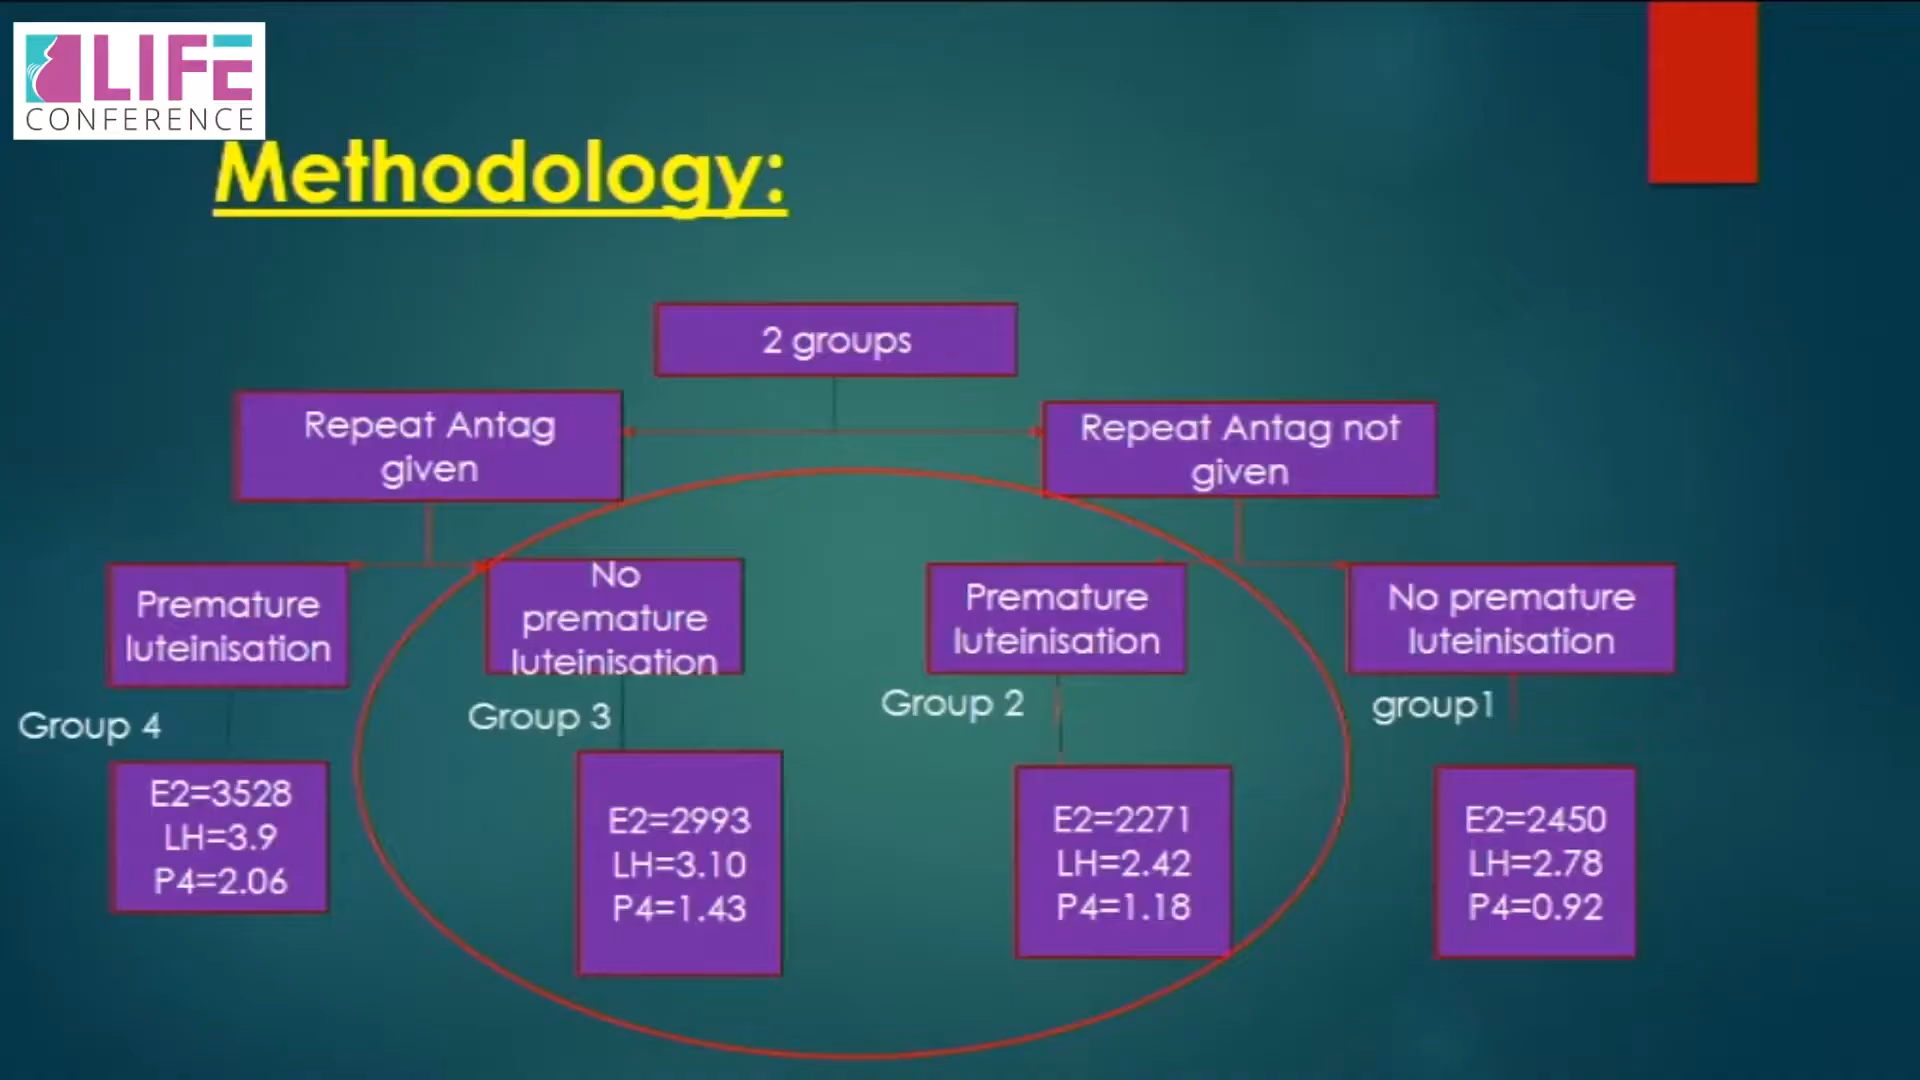 LIFE
CONFERENCE
Methodology:
2 groups
Repeat Antag
given
Repeat Antag not
given
Premature
luteinisation
No
premature
luteinisation
Premature
luteinisation
No premature
luteinisation
Group 4
Group 3
Group 2
group1
E2=3528
LH=3.9
P4=2.06
E2=2993
LH=3.10
P4=1.43
E2=2271
LH=2.42
P4=1.18
E2=2450
LH=2.78
P4=0.92